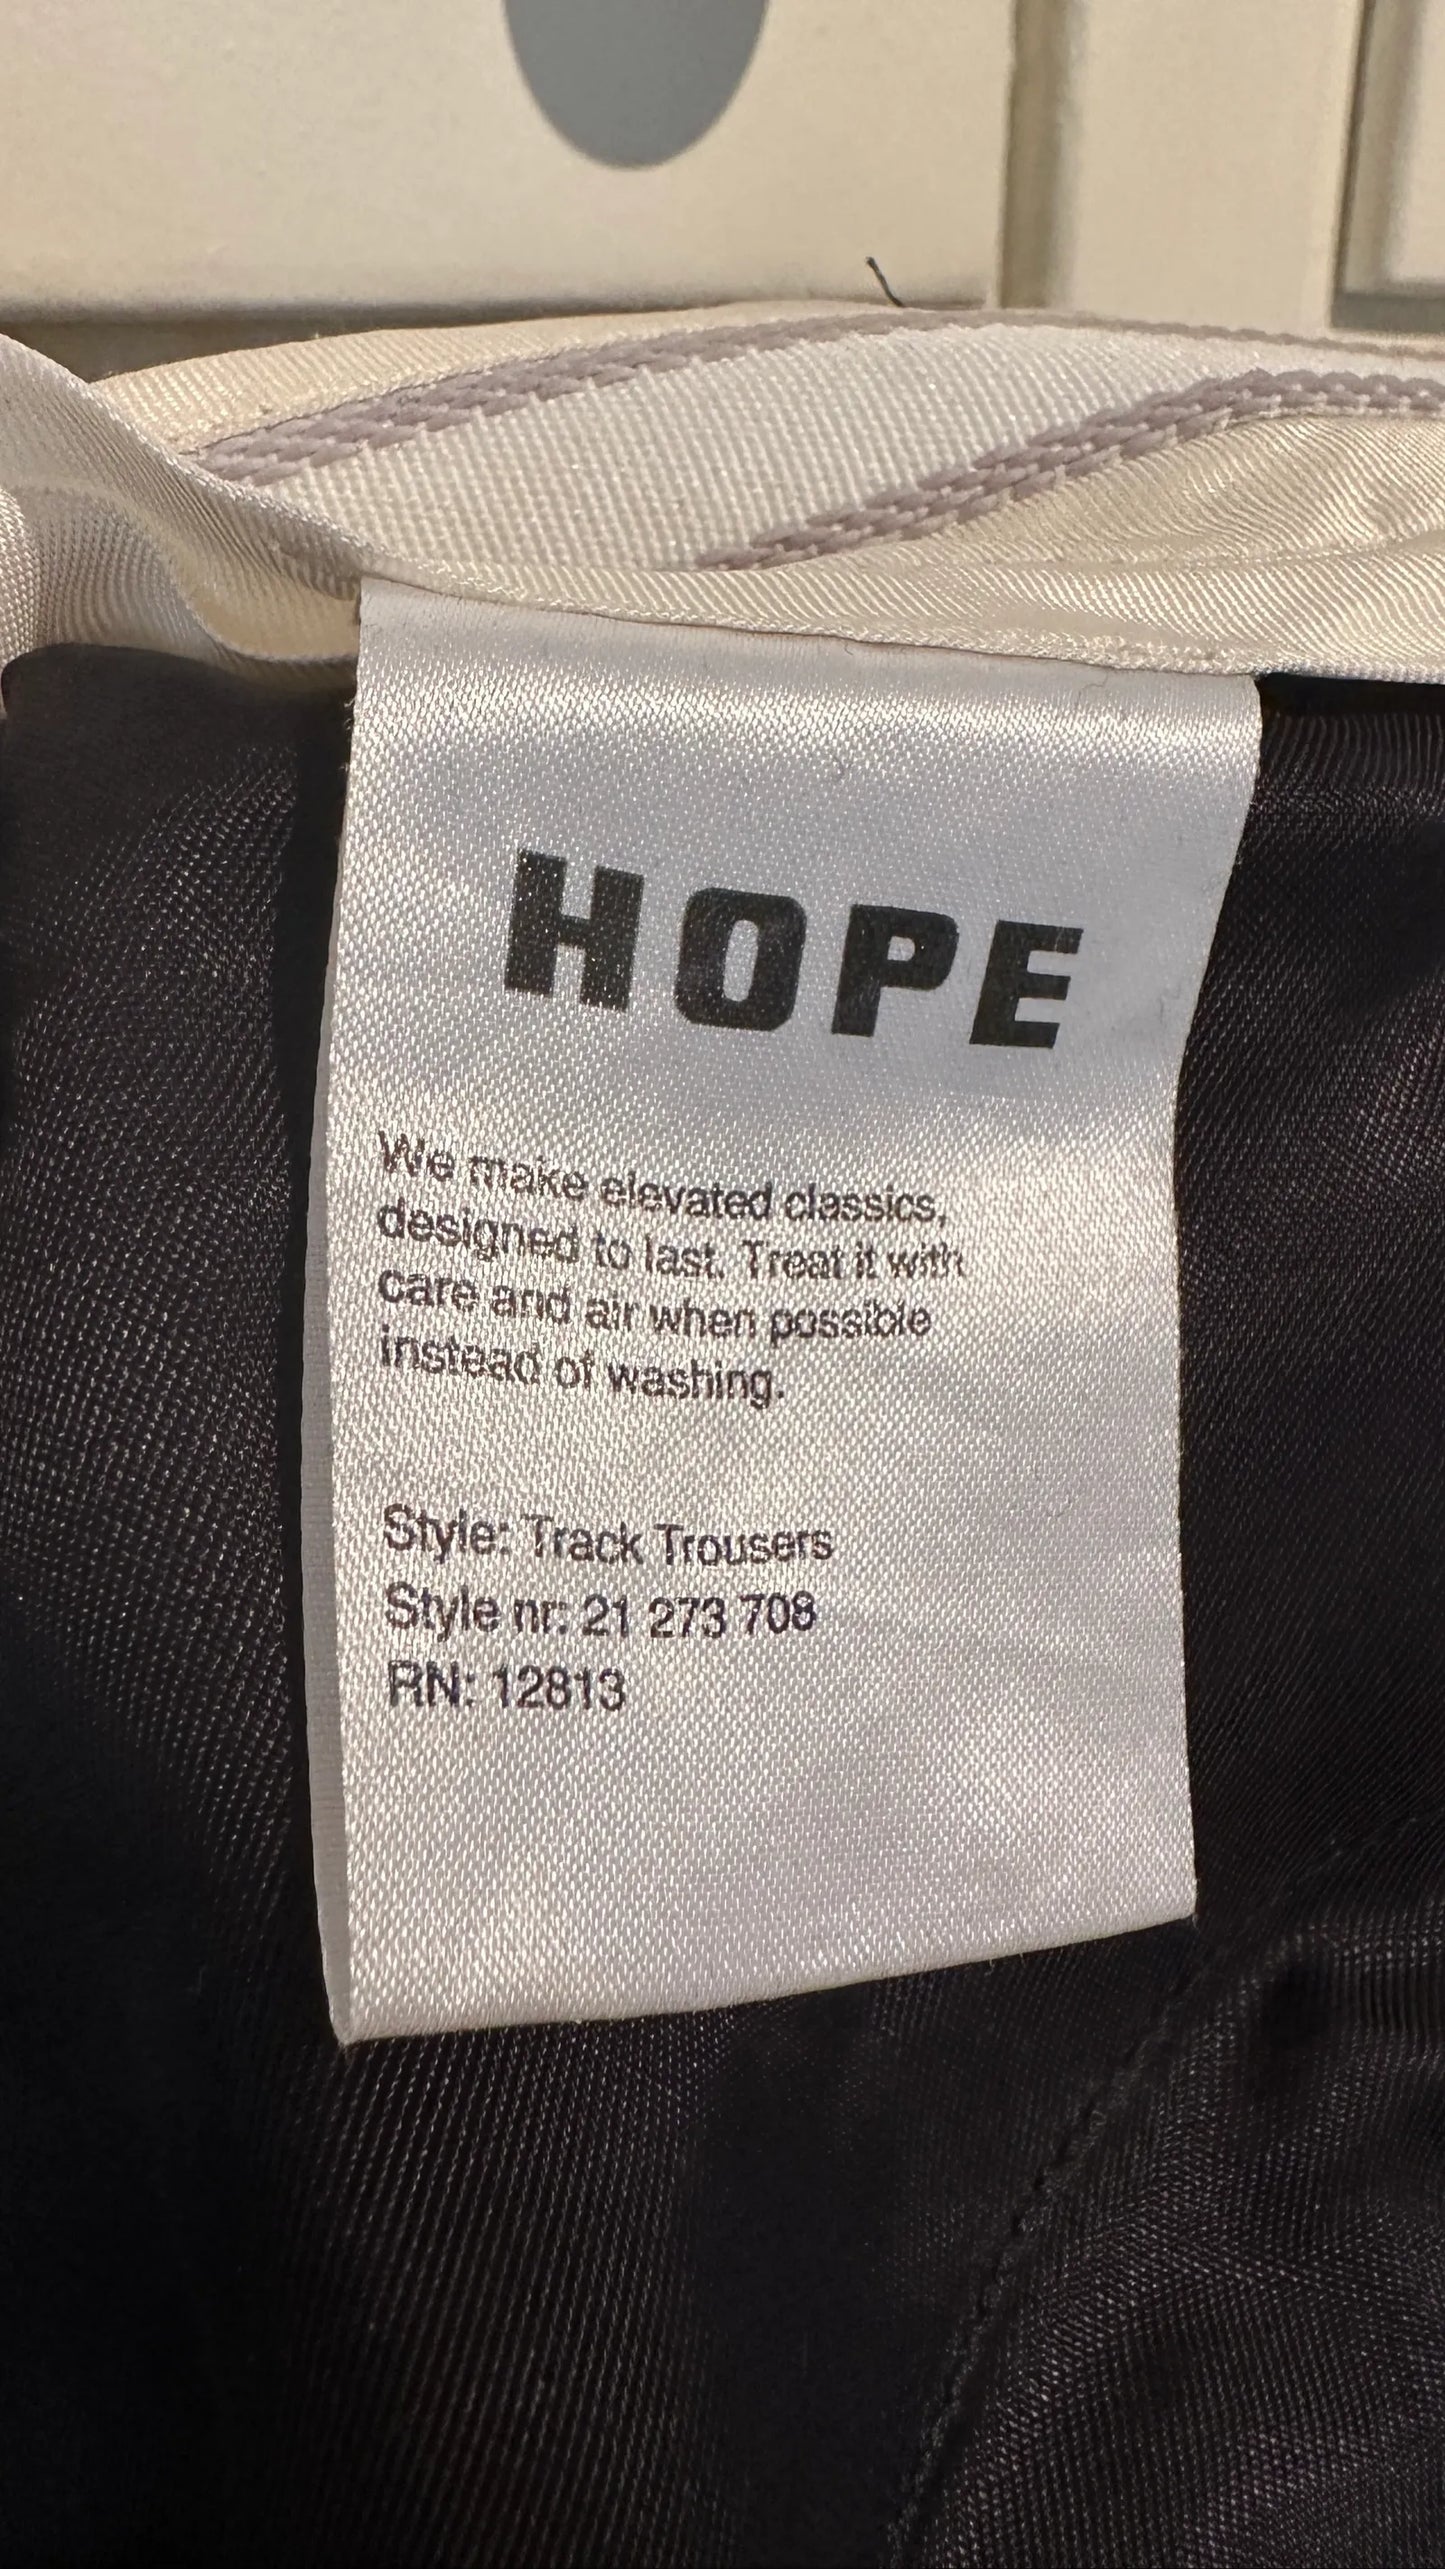 HOPE
We make elevated classics,
designed to last. Treat it with
care and air when possible
instead of washing.
Style: Track Trousers
Style nr: 21 273 708
RN: 12813